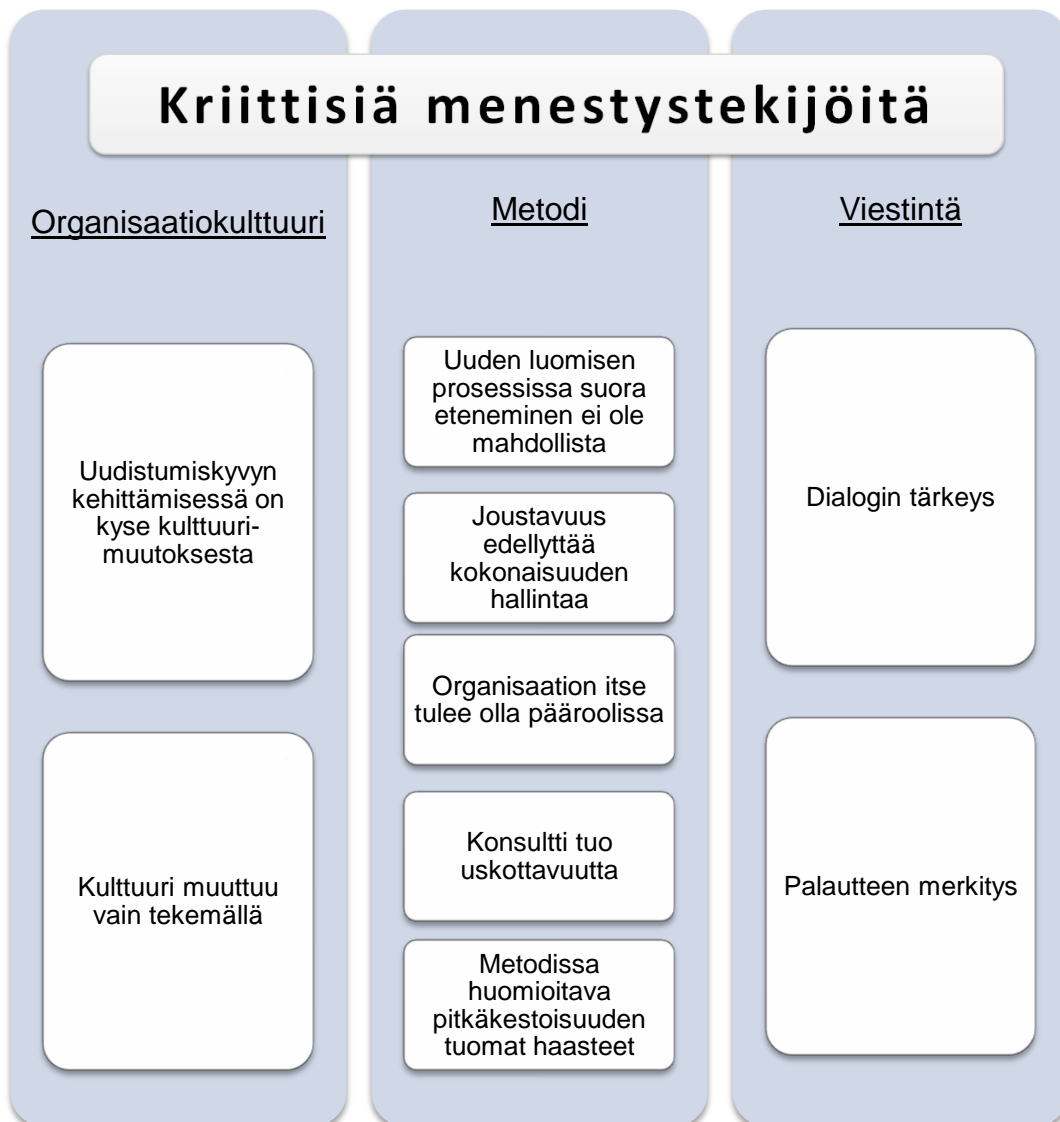 Kriittisiä menestystekijöitä
Organisaatiokulttuuri
Uudistumiskyvyn
kehittämisessä on
kyse kulttuuri-
muutoksesta
Kulttuuri muuttuu
vain tekemällä
Metodi
Uuden luomisen
prosessissa suora
eteneminen ei ole
mahdollista
Joustavuus
edellyttää
kokonaisuuden
hallintaa
Organisaation itse
tulee olla pääroolissa
Konsultti tuo
uskottavuutta
Metodissa
huomioitava
pitkäkestoisuuden
tuomat haasteet
Viestintä
Dialogin tärkeys
Palautteen merkitys